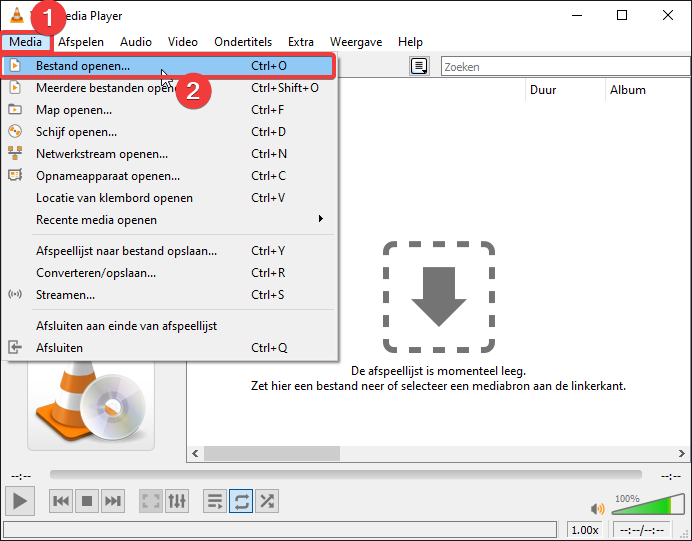 1
Media Player
Media Afspelen Audio Video Ondertitels Extra Weergave Help
Bestand openen... Ctrl+O
Zoeken
2
Meerdere bestanden opene Ctrl+Shift+O
Duur Album
Map openen... Ctrl+F
Schijf openen... Ctrl+D
Netwerkstream openen... Ctrl+N
Opnameapparaat openen... Ctrl+C
Locatie van klembord openen Ctrl+V
Recente media openen
Afspeellijst naar bestand opslaan... Ctrl+Y
Converteren/opslaan... Ctrl+R
Streamen... Ctrl+S
Afsluiten aan einde van afspeellijst
Afsluiten Ctrl+Q
De afspeellijst is momenteel leeg.
Zet hier een bestand neer of selecteer een mediabron aan de linkerkant.
--:-- --:--
100%
1.00x --:--/--:--